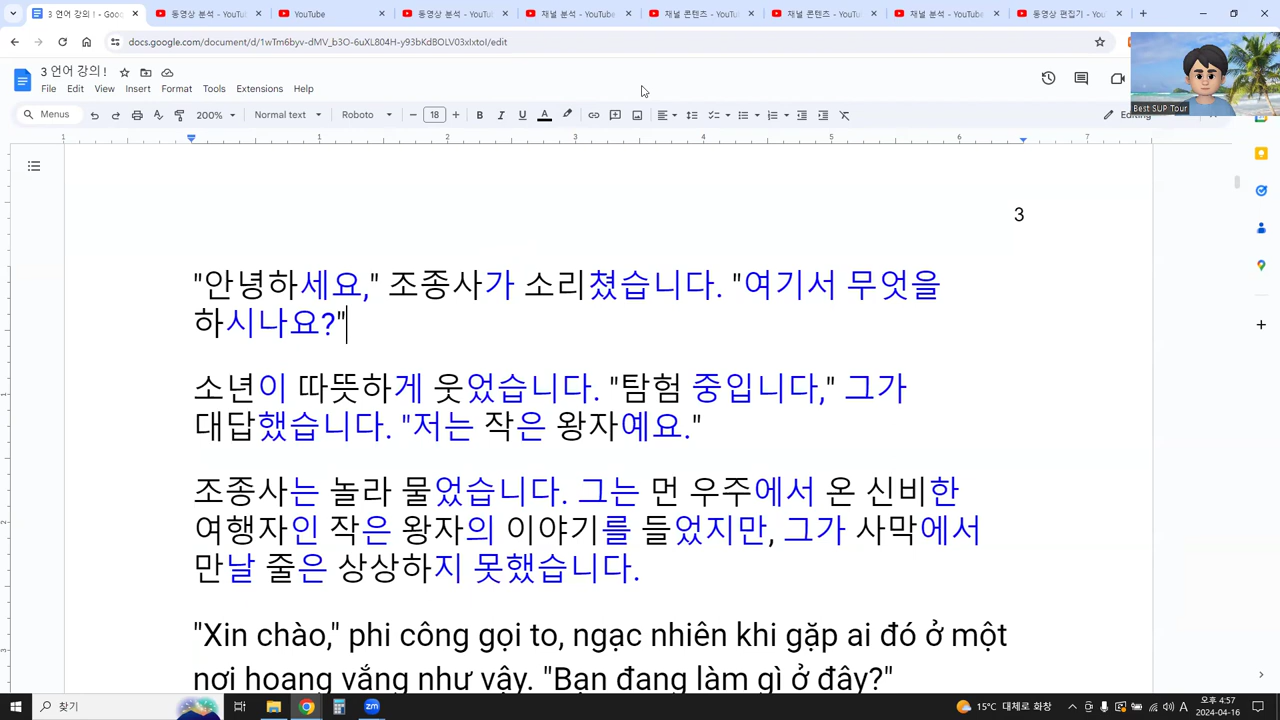 3 언어 강의 ! - Goo
동영상 분석 - YouTu
YouTube
동영상 분석 - YouTu
채널 분석 - YouTube
채널 콘텐츠 - YouTu
채널 콘텐츠 - YouTu
채널 분석 - YouTub
동영상 편집기 - You
docs.google.com/document/d/1wTm6byv-dMV_b3O-6uXL804H-y93bKdBOLV03xIxtoI/edit
3 언어 강의 !
File Edit View Insert Format Tools Extensions Help
Best SUP Tour
Menus 200% Normal text Roboto 18 Editing
1 1 2 3 4 5 6 7
3
"안녕하세요," 조종사가 소리쳤습니다. "여기서 무엇을
하시나요?"
소년이 따뜻하게 웃었습니다. "탐험 중입니다," 그가
대답했습니다. "저는 작은 왕자예요."
조종사는 놀라 물었습니다. 그는 먼 우주에서 온 신비한
여행자인 작은 왕자의 이야기를 들었지만, 그가 사막에서
만날 줄은 상상하지 못했습니다.
"Xin chào," phi công gọi to, ngạc nhiên khi gặp ai đó ở một
nơi hoang vắng như vậy. "Bạn đang làm gì ở đây?"
찾기
15°C 대체로 화창
A
오후 4:57
2024-04-16